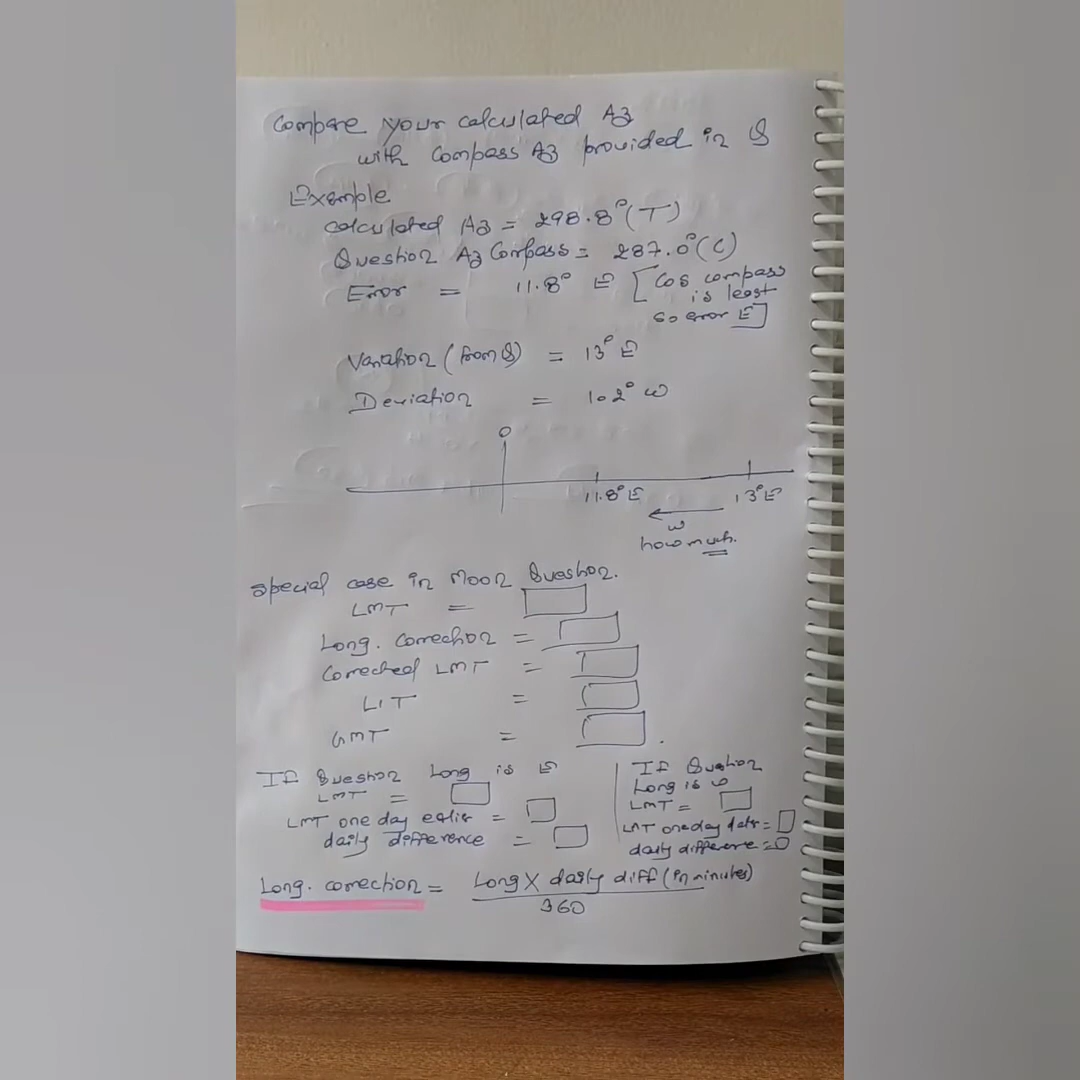 Compare your calculated Az
with Compass Az provided in Q
Example
Calculated Az = 298.8° (T)
Question Az Compass = 287.0° (C)
Error = 11.8° E [Cos compass
is least
so error E]
Variation (from Q) = 13° E
Deviation = 1.2° W
0
11.8° E 13° E
W
how much.
Special case in Moon Question.
LMT =
Long. correction =
Corrected LMT =
LIT =
GMT = .
If Question Long is E
LMT =
LMT one day earlier =
daily difference =
If Question
Long is W
LMT =
LMT one day later =
daily difference =
Long. correction = Long X daily diff (in minutes)
360